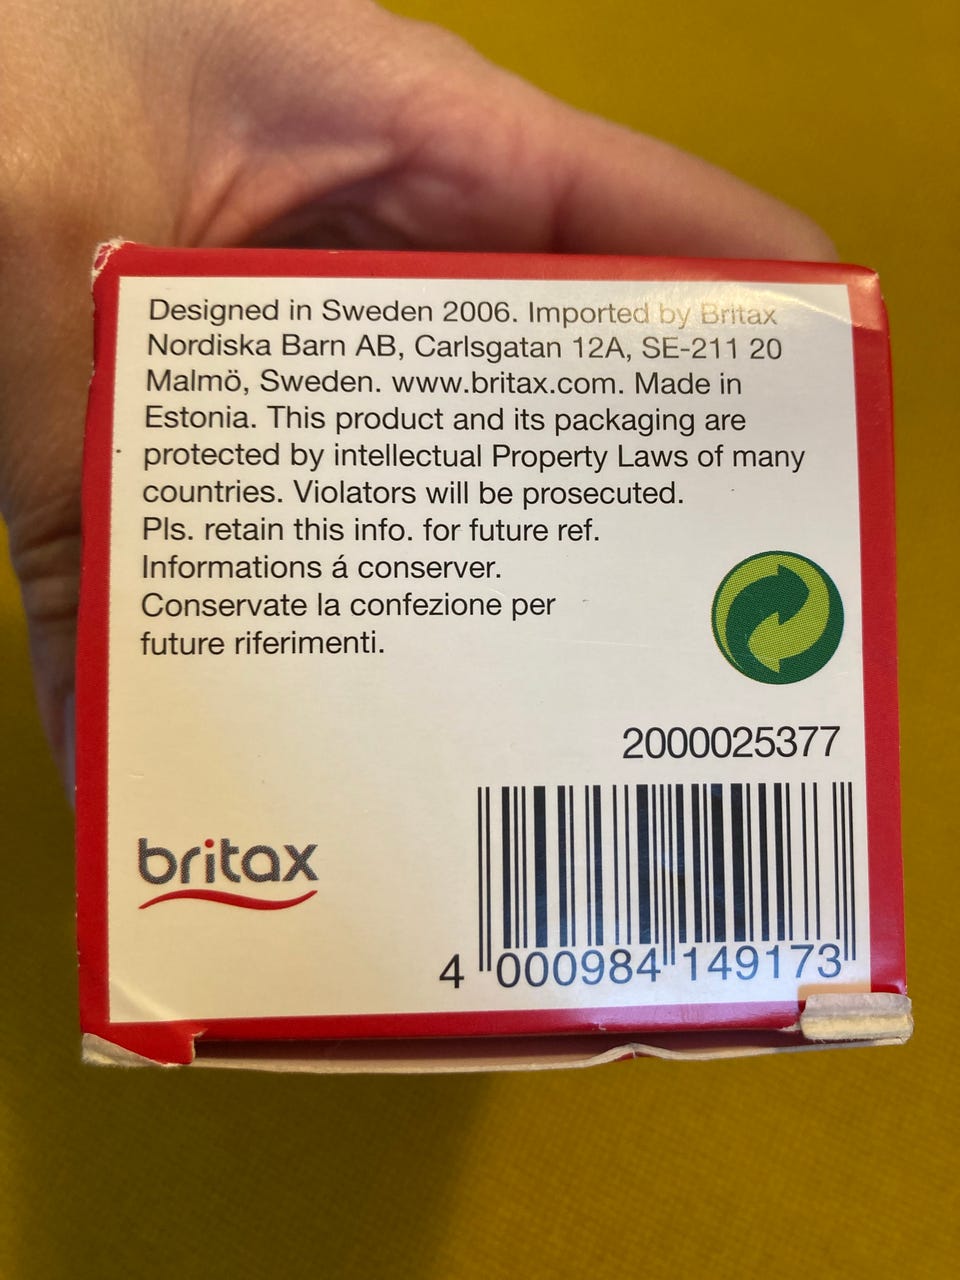 Designed in Sweden 2006. Imported by Britax
Nordiska Barn AB, Carlsgatan 12A, SE-211 20
Malmö, Sweden. www.britax.com. Made in
Estonia. This product and its packaging are
protected by intellectual Property Laws of many
countries. Violators will be prosecuted.
Pls. retain this info. for future ref.
Informations á conserver.
Conservate la confezione per
future riferimenti.
2000025377
britax
4 000984 149173